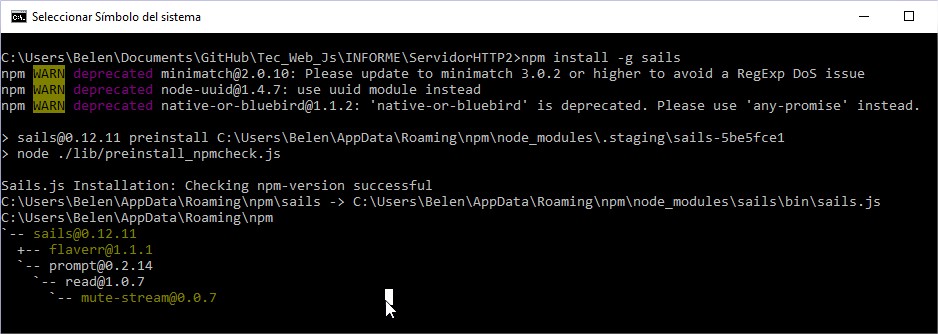 Seleccionar Símbolo del sistema
C:\Users\Belen\Documents\GitHub\Tec_Web_Js\INFORME\ServidorHTTP2>npm install -g sails
npm WARN deprecated minimatch@2.0.10: Please update to minimatch 3.0.2 or higher to avoid a RegExp DoS issue
npm WARN deprecated node-uuid@1.4.7: use uuid module instead
npm WARN deprecated native-or-bluebird@1.1.2: 'native-or-bluebird' is deprecated. Please use 'any-promise' instead.
> sails@0.12.11 preinstall C:\Users\Belen\AppData\Roaming\npm\node_modules\.staging\sails-5be5fce1
> node ./lib/preinstall_npmcheck.js
Sails.js Installation: Checking npm-version successful
C:\Users\Belen\AppData\Roaming\npm\sails -> C:\Users\Belen\AppData\Roaming\npm\node_modules\sails\bin\sails.js
C:\Users\Belen\AppData\Roaming\npm
`-- sails@0.12.11
  +-- flaverr@1.1.1
  `-- prompt@0.2.14
    `-- read@1.0.7
      `-- mute-stream@0.0.7